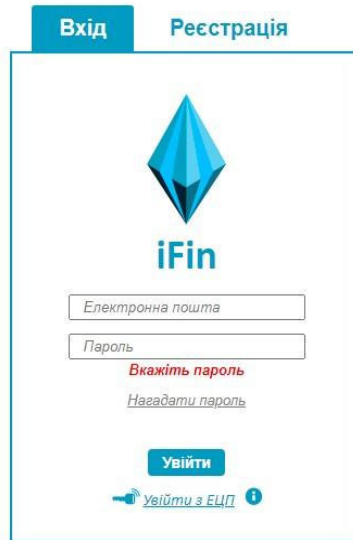 Вхід Реєстрація
iFin
Електронна пошта
Пароль
Вкажіть пароль
Нагадати пароль
Увійти
Увійти з ЕЦП